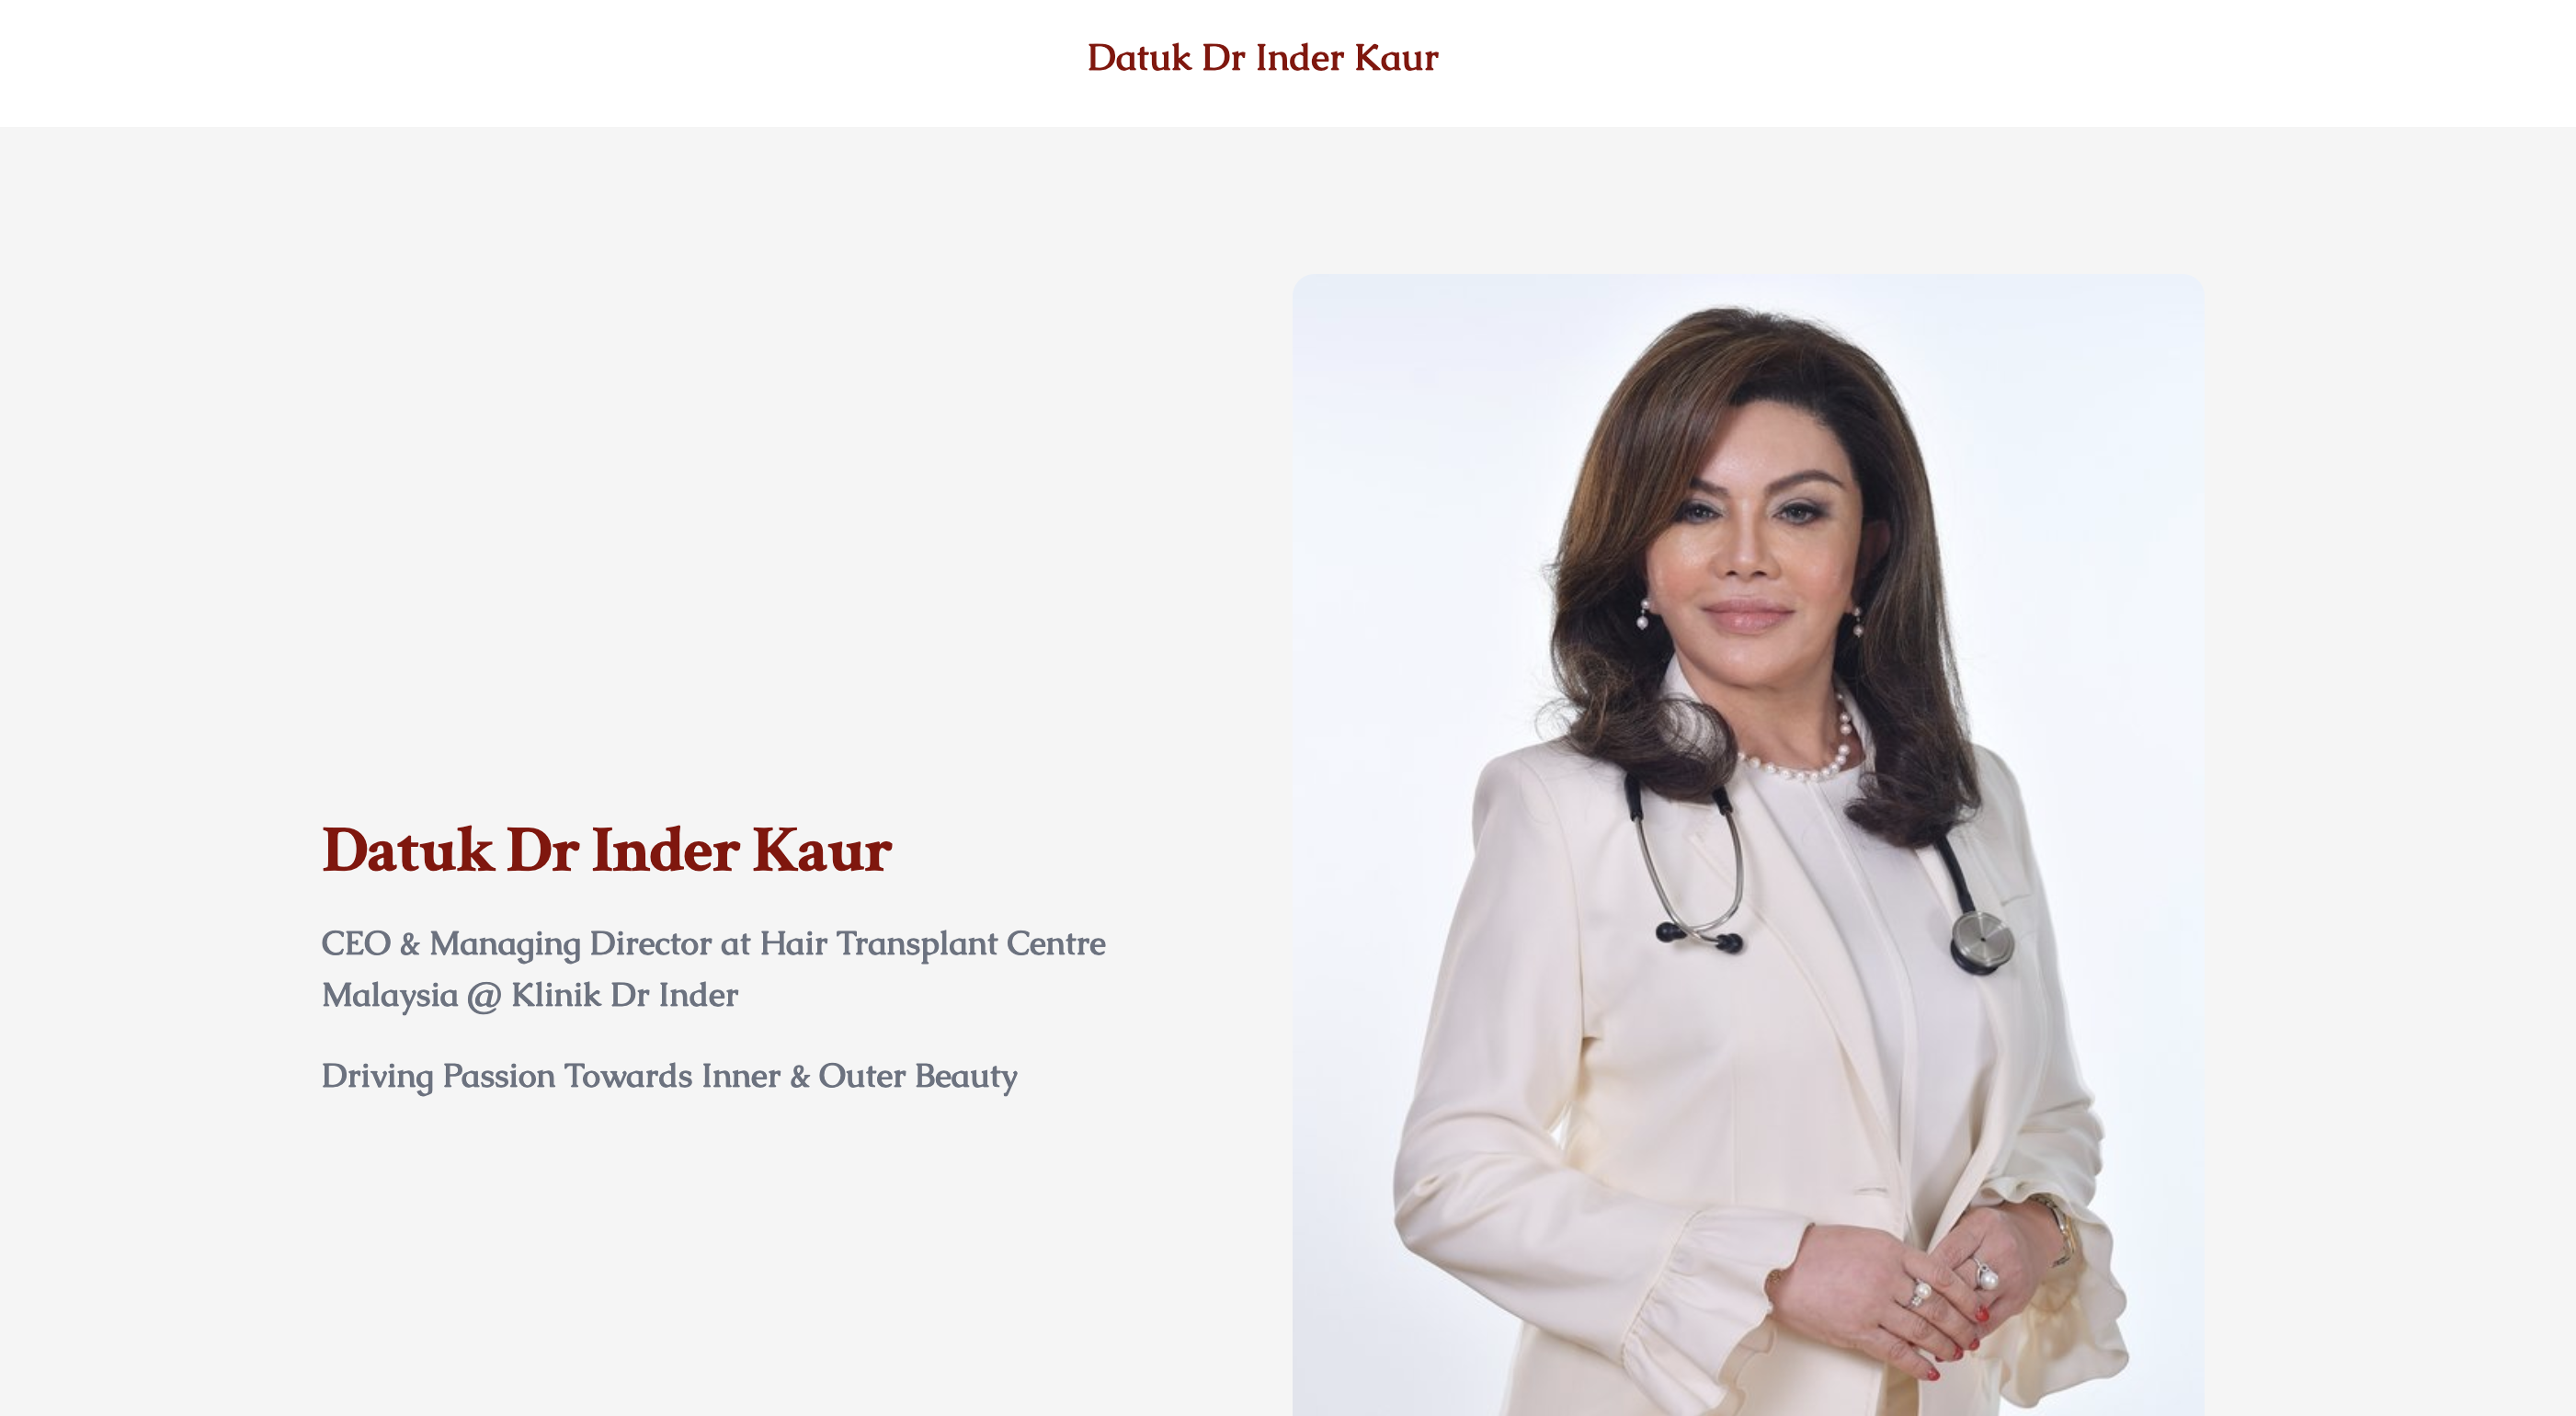 Datuk Dr Inder Kaur
Datuk Dr Inder Kaur
CEO & Managing Director at Hair Transplant Centre
Malaysia @ Klinik Dr Inder
Driving Passion Towards Inner & Outer Beauty